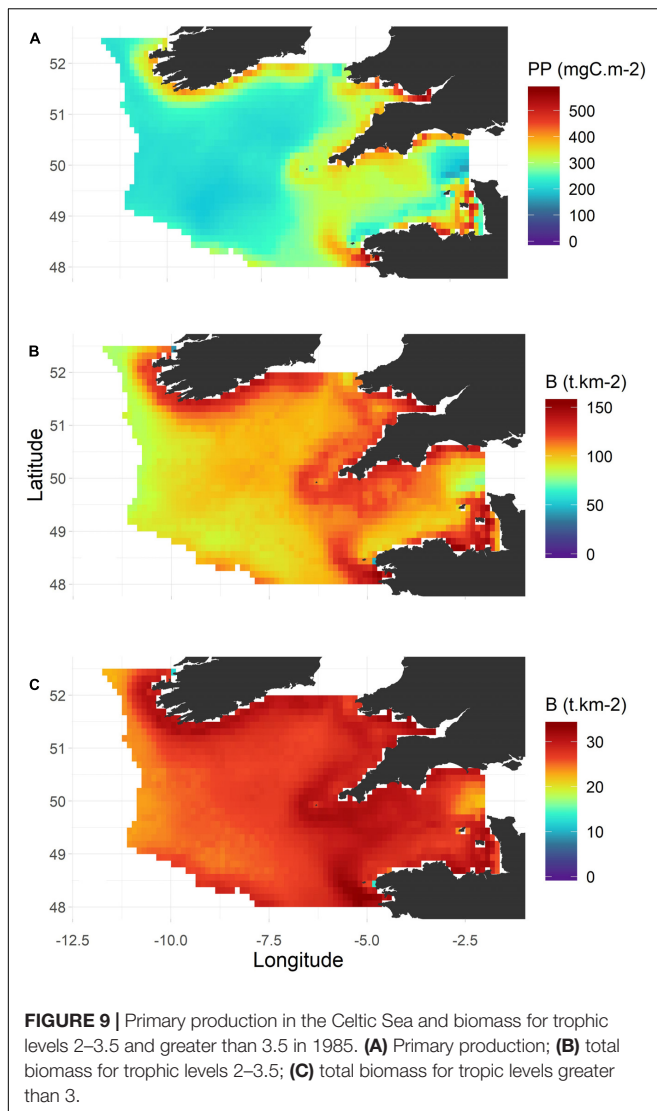 A
PP (mgC.m-2)
52
51
50
49
48
500
400
300
200
100
0
B
B (t.km-2)
52
51
50
49
48
150
100
50
0
Latitude
C
B (t.km-2)
52
51
50
49
48
30
20
10
0
-12.5 -10.0 -7.5 -5.0 -2.5
Longitude
FIGURE 9 | Primary production in the Celtic Sea and biomass for trophic
levels 2–3.5 and greater than 3.5 in 1985. (A) Primary production; (B) total
biomass for trophic levels 2–3.5; (C) total biomass for tropic levels greater
than 3.